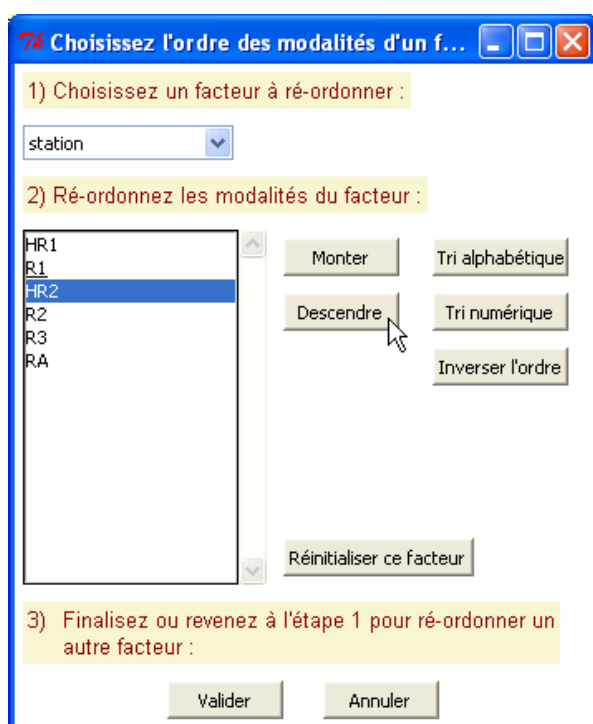 Choisissez l'ordre des modalités d'un f...
1) Choisissez un facteur à ré-ordonner :
station
2) Ré-ordonnez les modalités du facteur :
HR1
R1
HR2
R2
R3
RA
Monter
Tri alphabétique
Descendre
Tri numérique
Inverser l'ordre
Réinitialiser ce facteur
3) Finalisez ou revenez à l'étape 1 pour ré-ordonner un
autre facteur :
Valider
Annuler